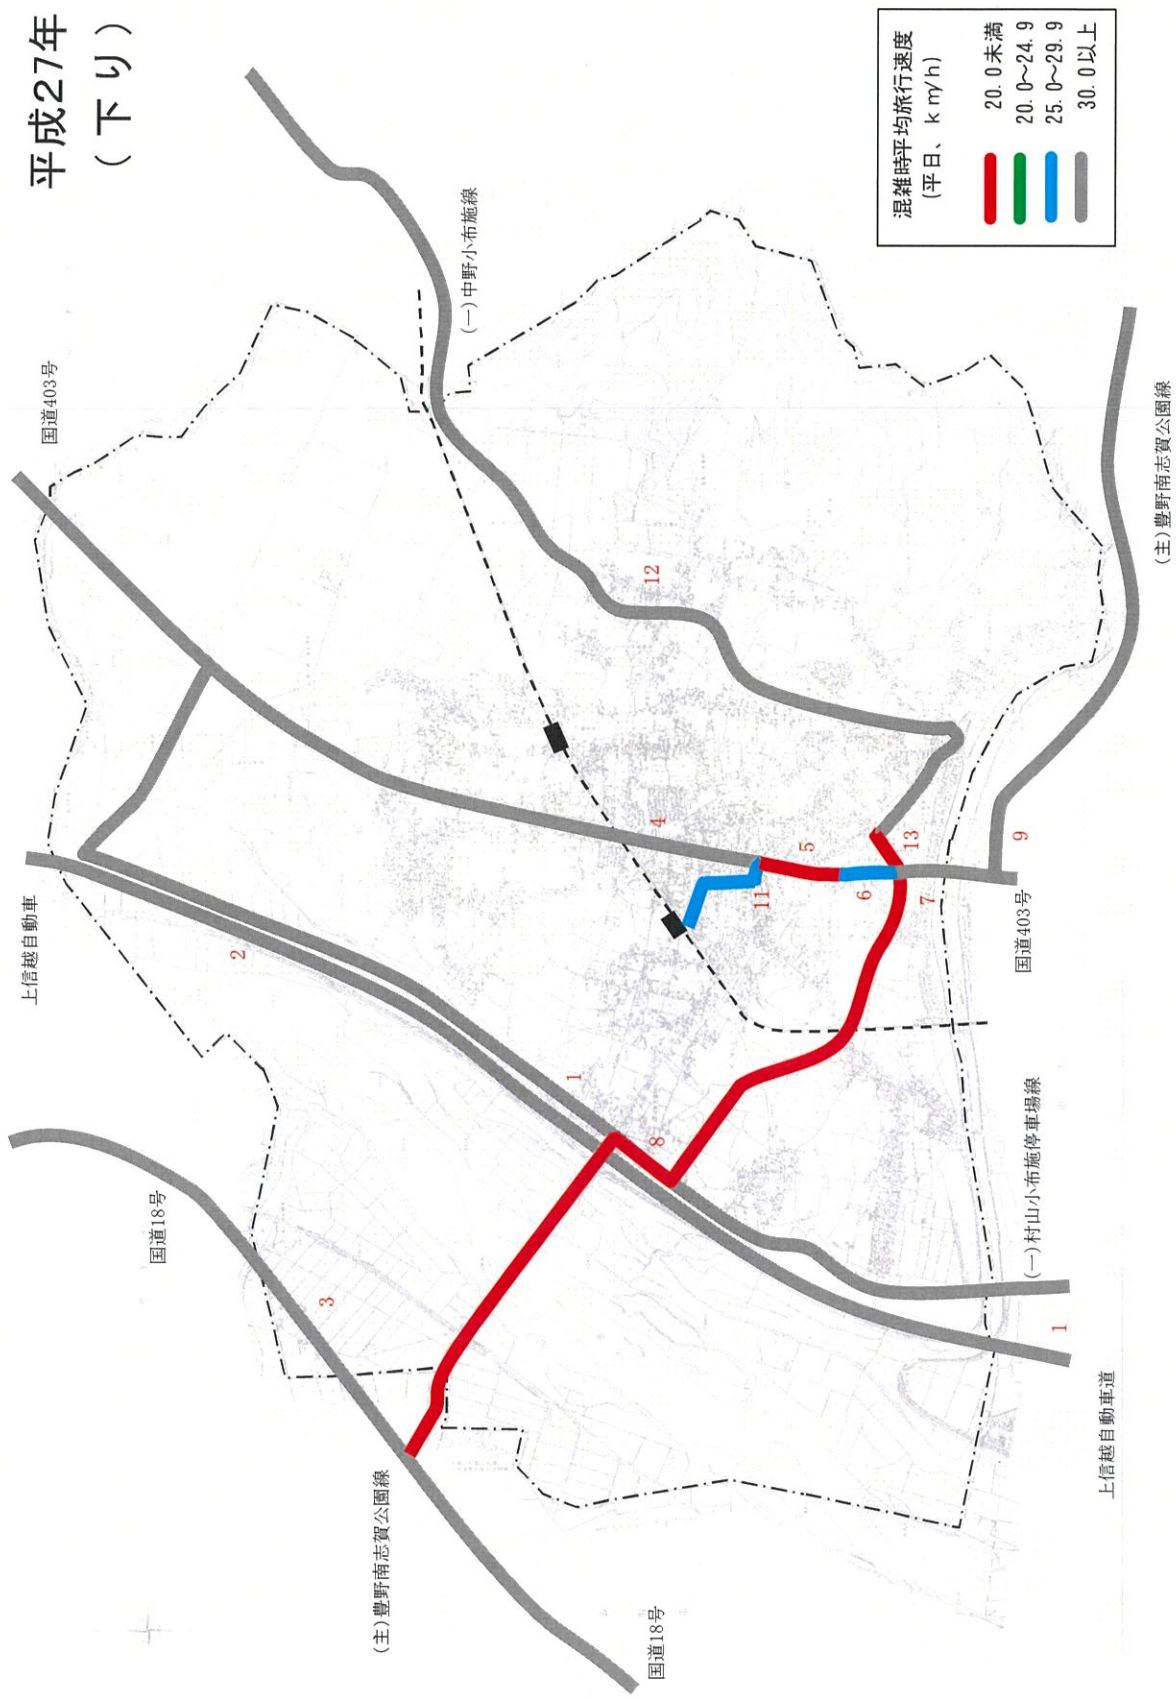 平成27年
(下り)
混雑時平均旅行速度
(平日、km/h)
20.0未満
20.0~24.9
25.0~29.9
30.0以上
国道403号
(一)中野小布施線
上信越自動車
国道18号
(主)豊野南志賀公園線
国道18号
(主)豊野南志賀公園線
国道403号
(一)村山小布施停車場線
上信越自動車道
12
4
5
13
9
11
6
7
2
1
8
3
1